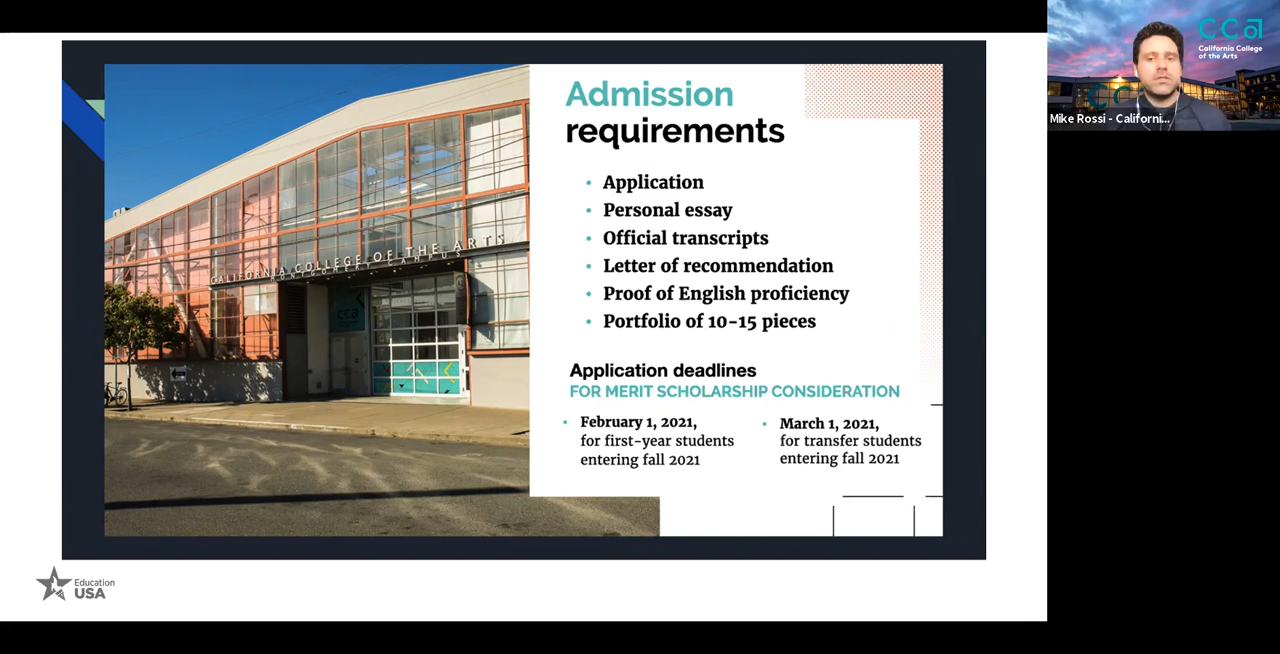 Admission
requirements
• Application
• Personal essay
• Official transcripts
• Letter of recommendation
• Proof of English proficiency
• Portfolio of 10-15 pieces
Application deadlines
FOR MERIT SCHOLARSHIP CONSIDERATION
• February 1, 2021,
for first-year students
entering fall 2021
• March 1, 2021,
for transfer students
entering fall 2021
CALIFORNIA COLLEGE OF THE ARTS
MONTGOMERY CAMPUS
cca
Education
USA
cca
California College
of the Arts
Mike Rossi - Californi...